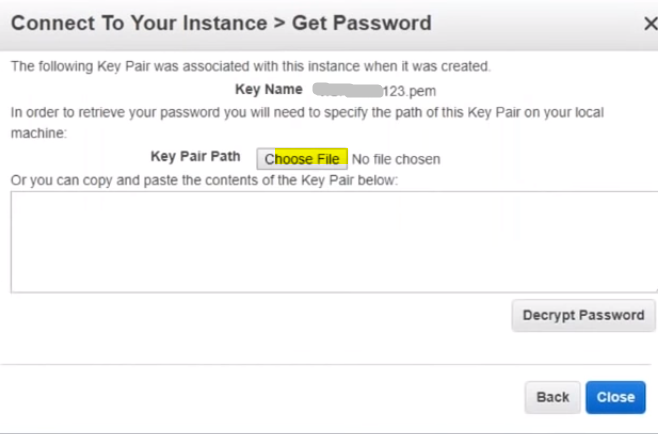 Connect To Your Instance > Get Password
The following Key Pair was associated with this instance when it was created.
Key Name 123.pem
In order to retrieve your password you will need to specify the path of this Key Pair on your local
machine:
Key Pair Path Choose File No file chosen
Or you can copy and paste the contents of the Key Pair below:
Decrypt Password
Back Close